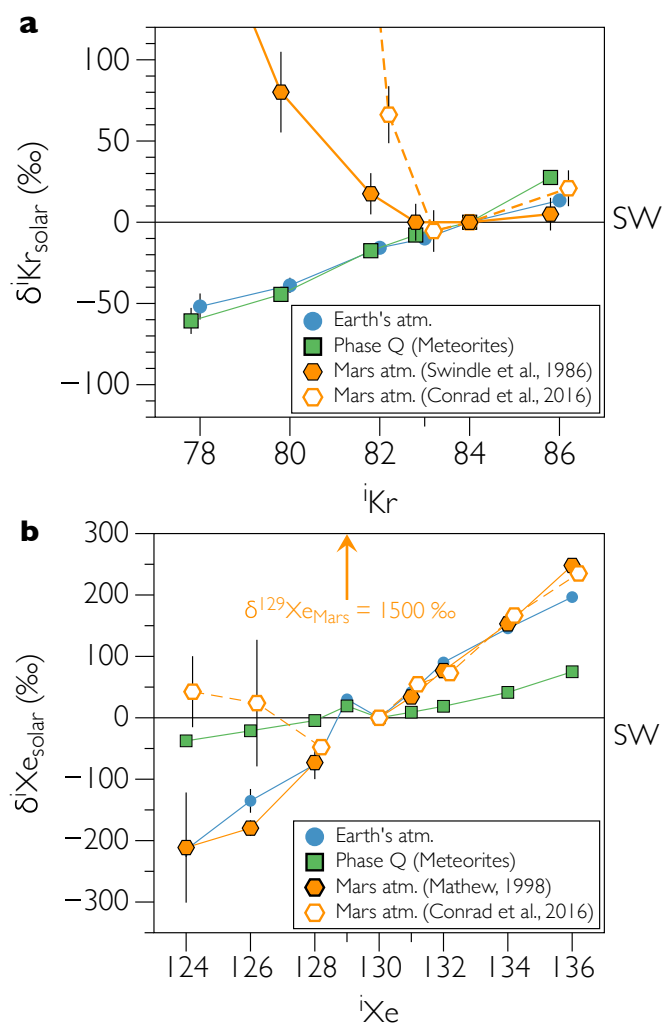 a
100
50
0
−50
−100
δⁱKr_solar (‰)
SW
Earth's atm.
Phase Q (Meteorites)
Mars atm. (Swindle et al., 1986)
Mars atm. (Conrad et al., 2016)
78 80 82 84 86
ⁱKr
b
300
200
100
0
−100
−200
−300
δⁱXe_solar (‰)
δ¹²⁹Xe_Mars = 1500 ‰
SW
Earth's atm.
Phase Q (Meteorites)
Mars atm. (Mathew, 1998)
Mars atm. (Conrad et al., 2016)
124 126 128 130 132 134 136
ⁱXe